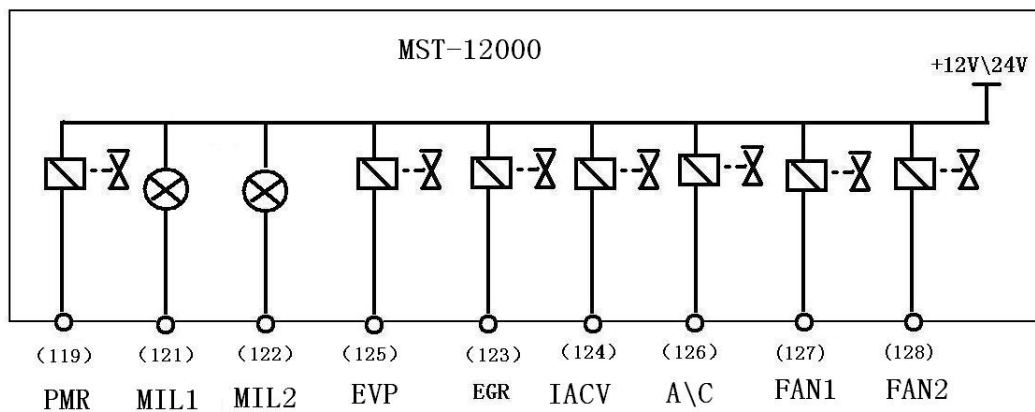 MST-12000
+12V\24V
(119) (121) (122) (125) (123) (124) (126) (127) (128)
PMR MIL1 MIL2 EVP EGR IACV A\C FAN1 FAN2